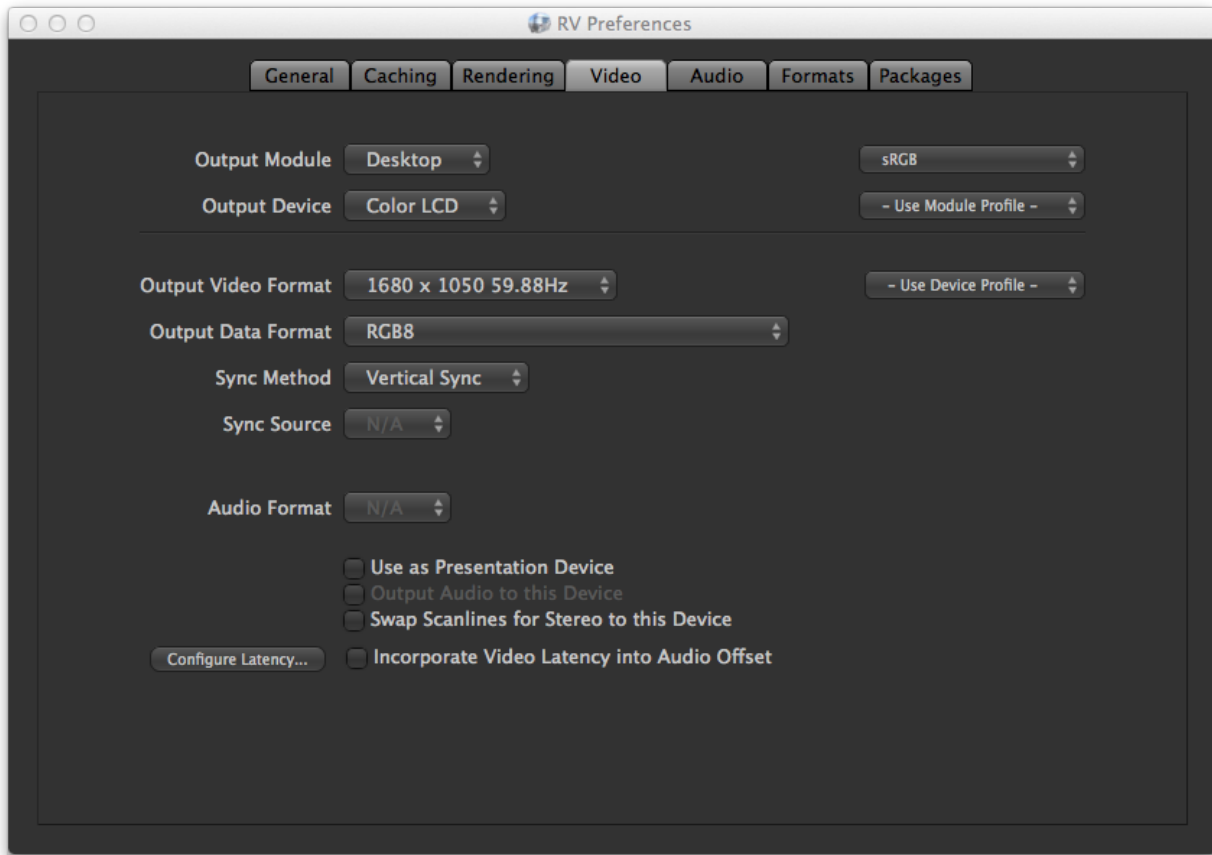 RV Preferences
General Caching Rendering Video Audio Formats Packages
Output Module Desktop sRGB
Output Device Color LCD – Use Module Profile –
Output Video Format 1680 x 1050 59.88Hz – Use Device Profile –
Output Data Format RGB8
Sync Method Vertical Sync
Sync Source N/A
Audio Format N/A
Use as Presentation Device
Output Audio to this Device
Swap Scanlines for Stereo to this Device
Configure Latency... Incorporate Video Latency into Audio Offset